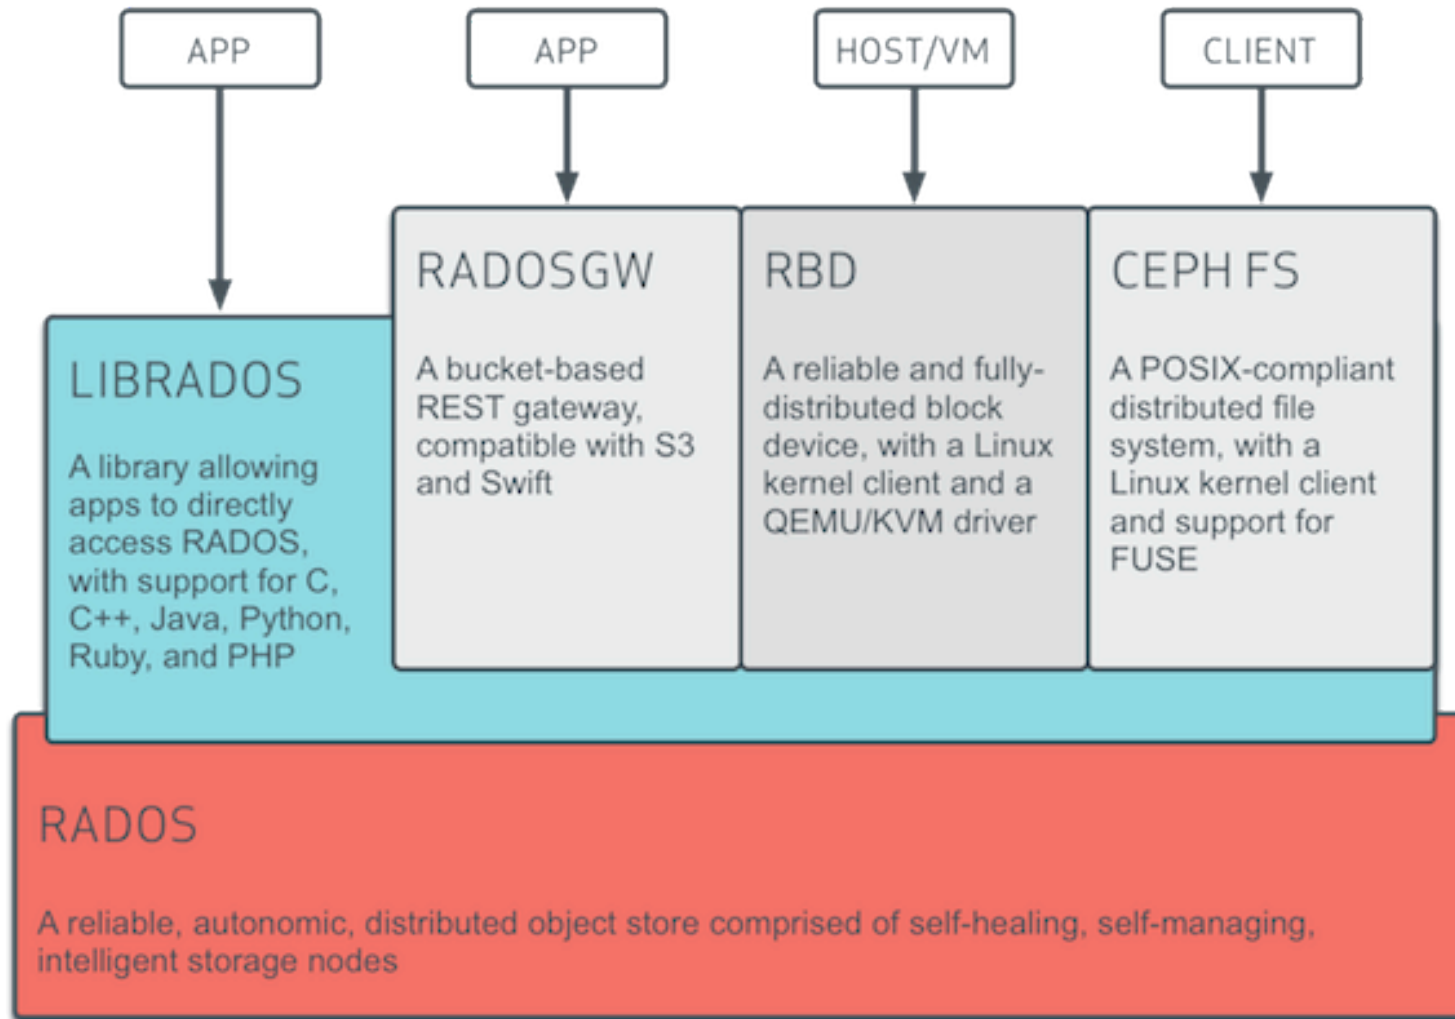 APP
APP
HOST/VM
CLIENT
LIBRADOS
A library allowing
apps to directly
access RADOS,
with support for C,
C++, Java, Python,
Ruby, and PHP
RADOSGW
A bucket-based
REST gateway,
compatible with S3
and Swift
RBD
A reliable and fully-
distributed block
device, with a Linux
kernel client and a
QEMU/KVM driver
CEPH FS
A POSIX-compliant
distributed file
system, with a
Linux kernel client
and support for
FUSE
RADOS
A reliable, autonomic, distributed object store comprised of self-healing, self-managing,
intelligent storage nodes